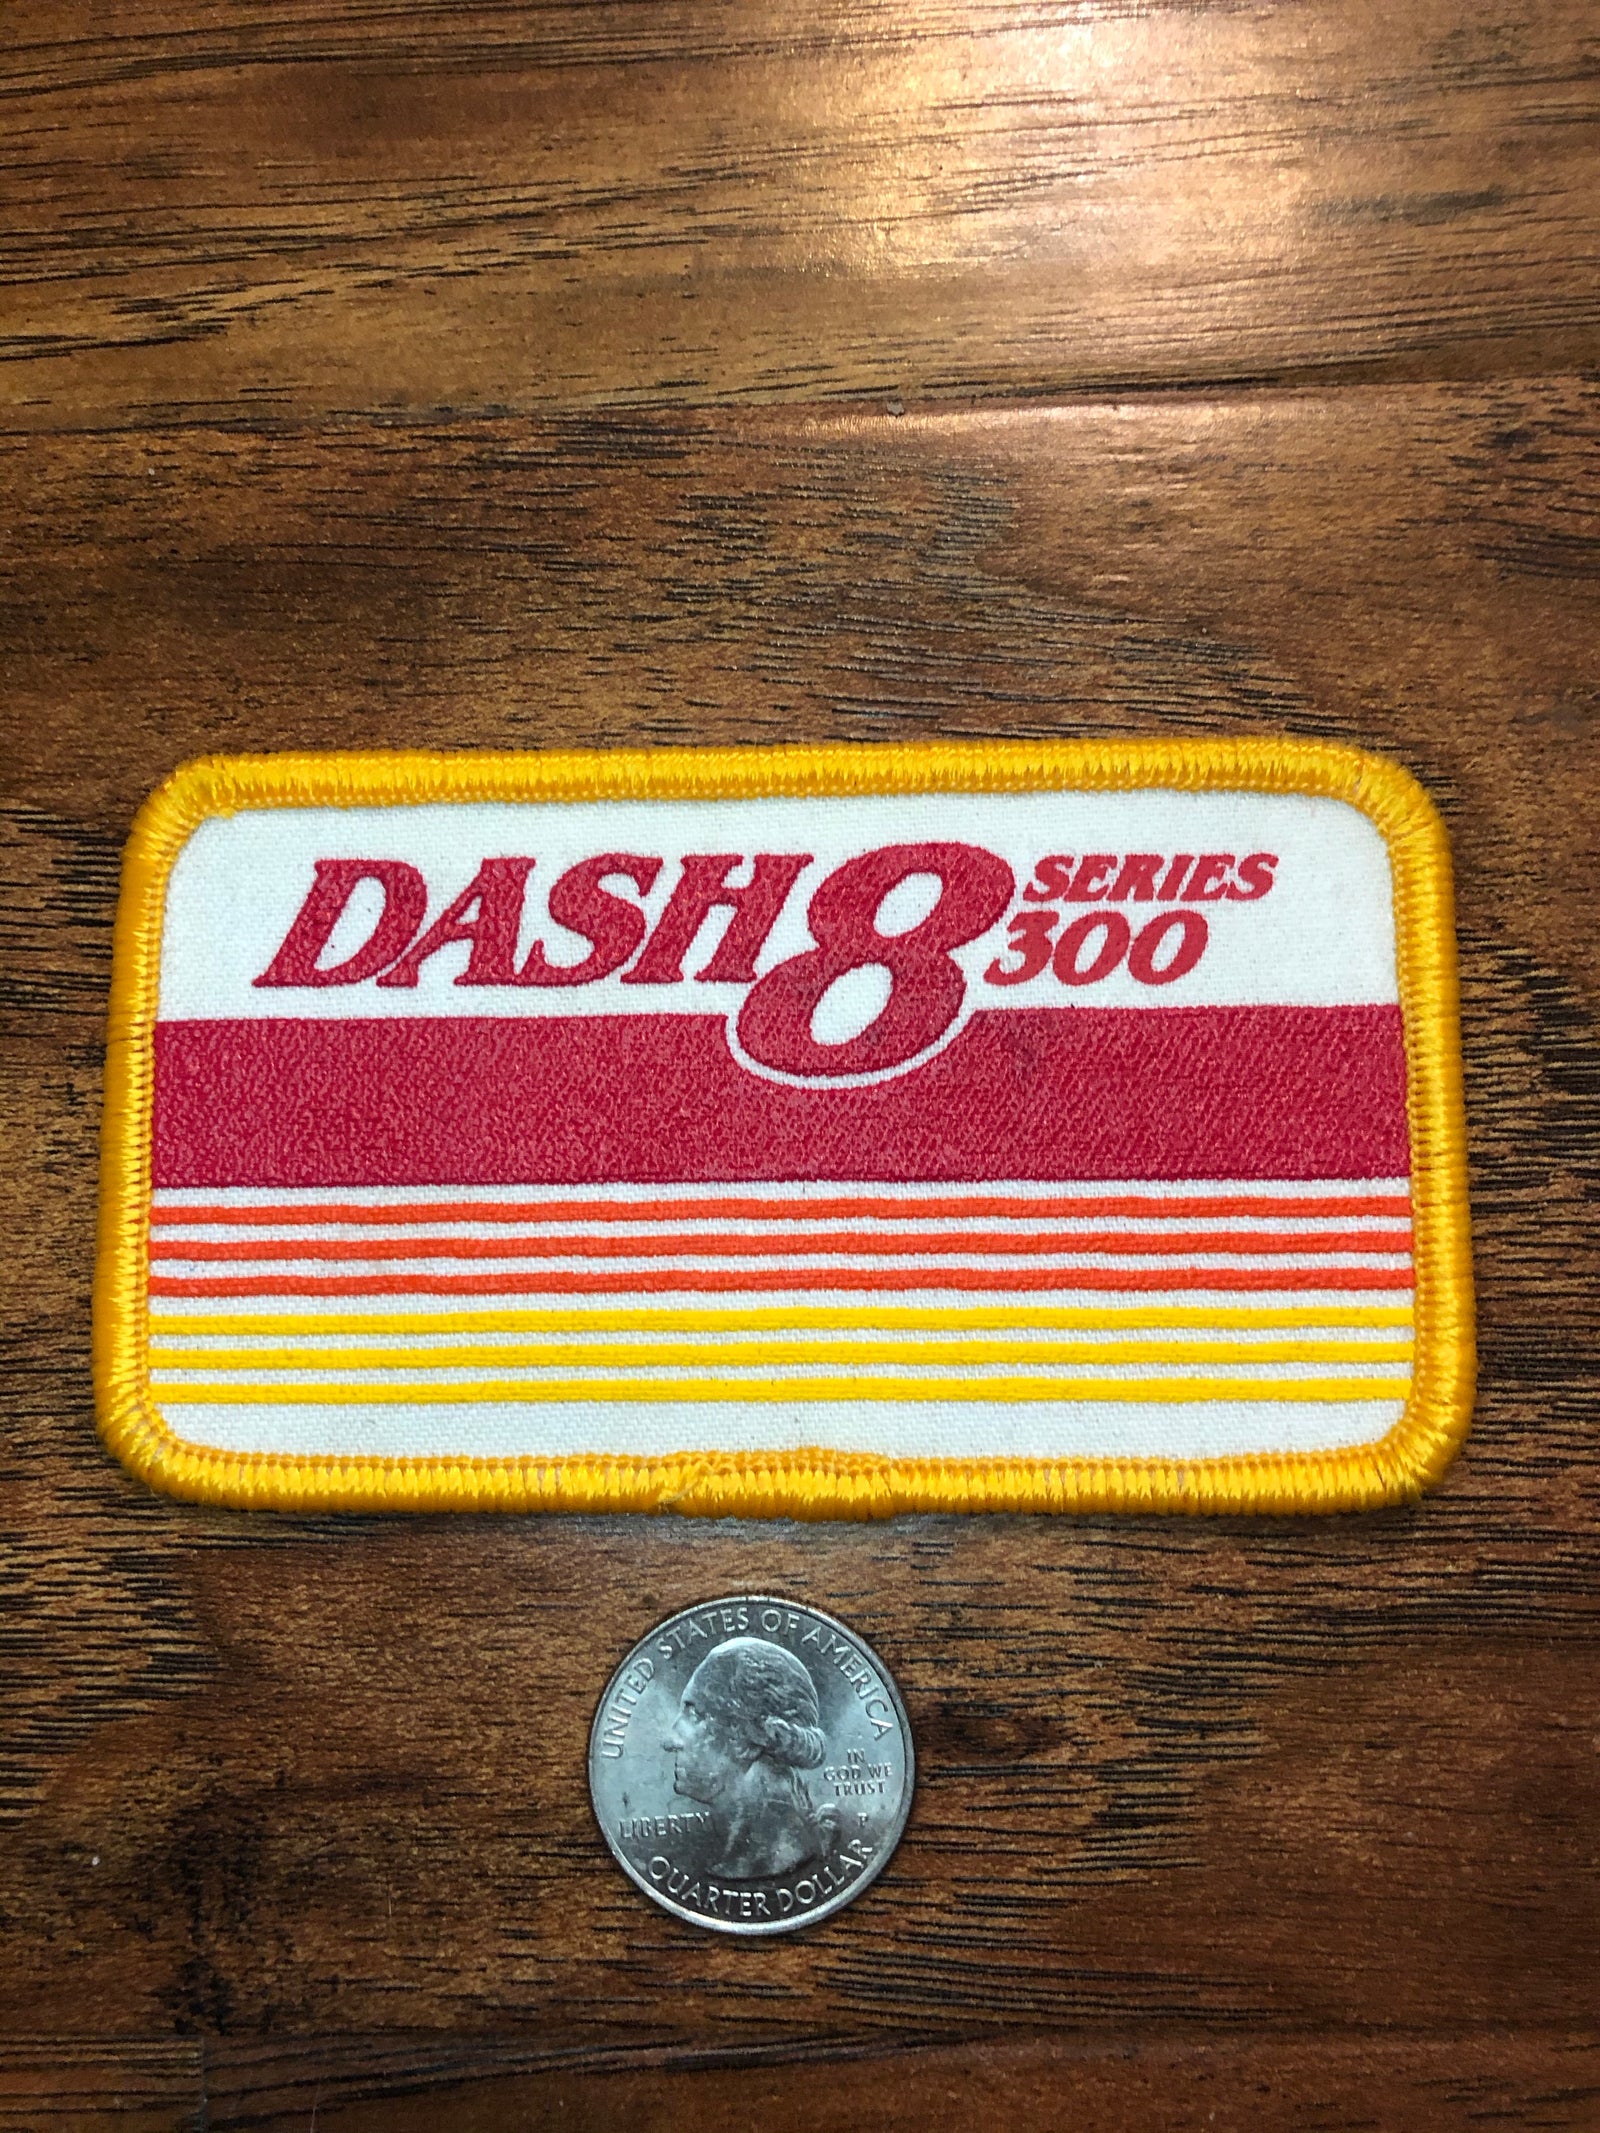 DASH 8 SERIES
300
UNITED STATES OF AMERICA
IN
GOD WE
TRUST
LIBERTY
P
QUARTER DOLLAR